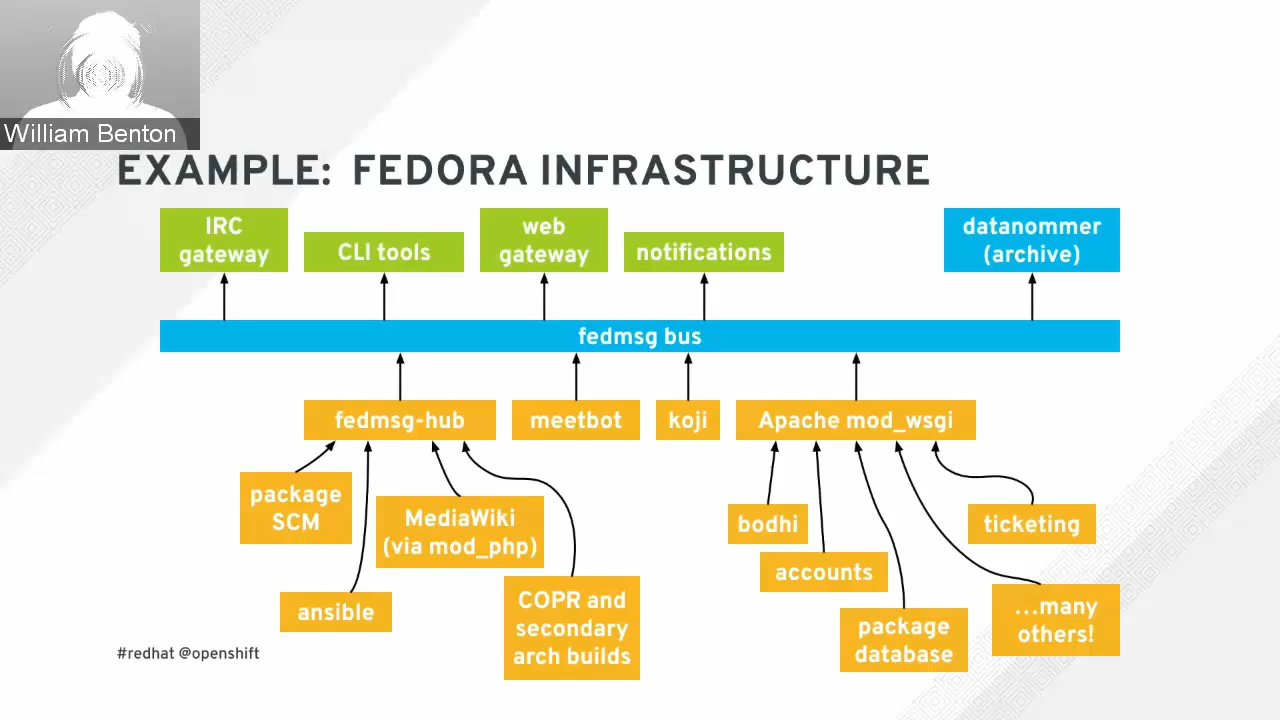 William Benton
EXAMPLE: FEDORA INFRASTRUCTURE
IRC
gateway
CLI tools
web
gateway
notifications
datanommer
(archive)
fedmsg bus
fedmsg-hub
meetbot
koji
Apache mod_wsgi
package
SCM
MediaWiki
(via mod_php)
ansible
COPR and
secondary
arch builds
bodhi
accounts
package
database
ticketing
...many
others!
#redhat @openshift